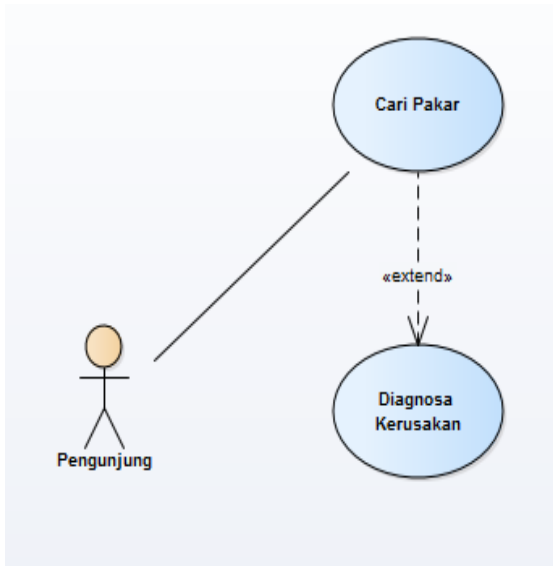 Cari Pakar
«extend»
Diagnosa
Kerusakan
Pengunjung